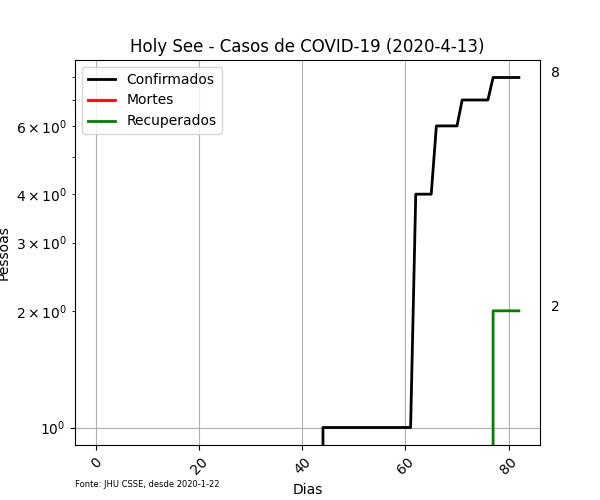 Holy See - Casos de COVID-19 (2020-4-13)
Confirmados
Mortes
Recuperados
8
2
6 × 10⁰
4 × 10⁰
3 × 10⁰
2 × 10⁰
10⁰
Pessoas
0
20
40
60
80
Dias
Fonte: JHU CSSE, desde 2020-1-22